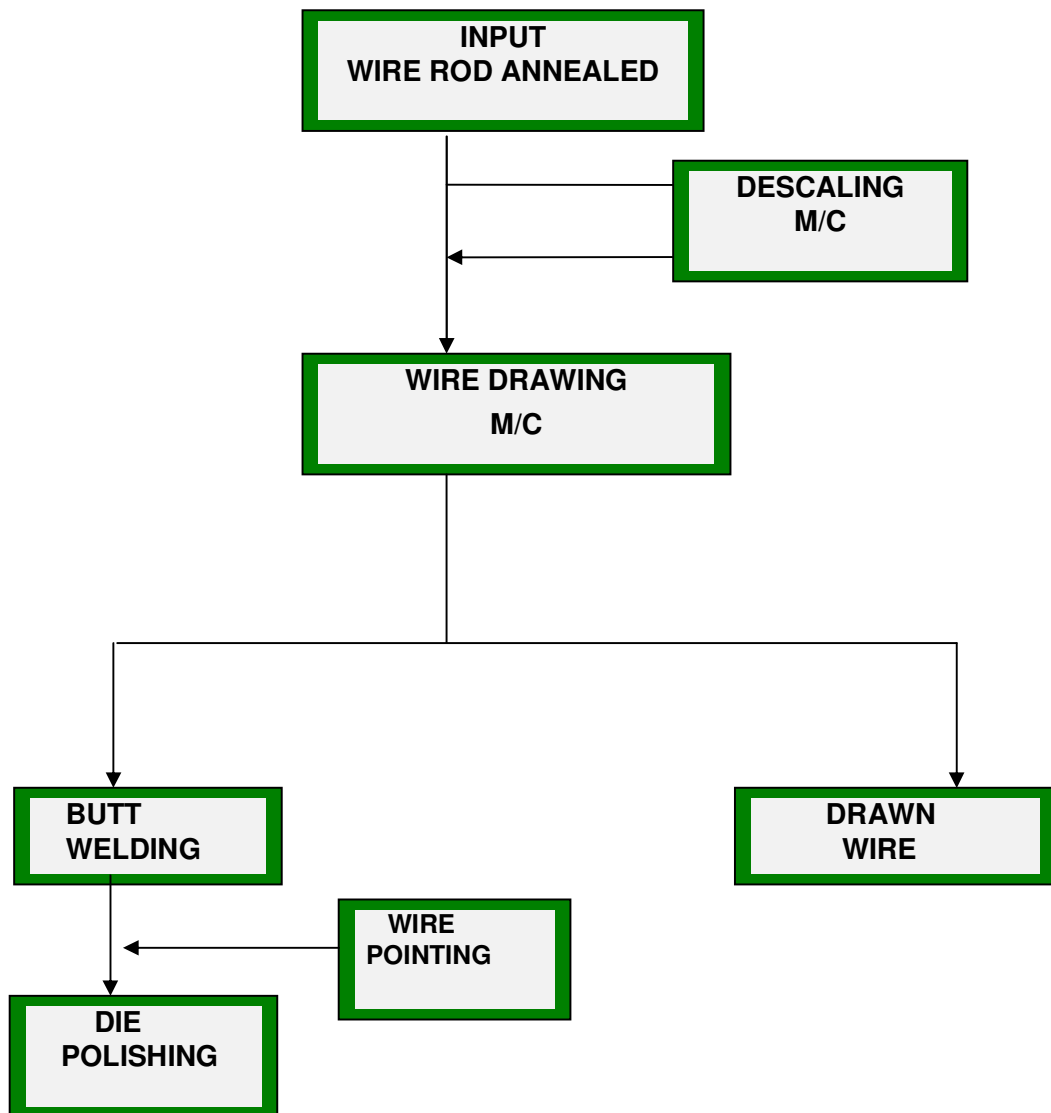 INPUT
WIRE ROD ANNEALED
DESCALING
M/C
WIRE DRAWING
M/C
BUTT
WELDING
DRAWN
WIRE
WIRE
POINTING
DIE
POLISHING